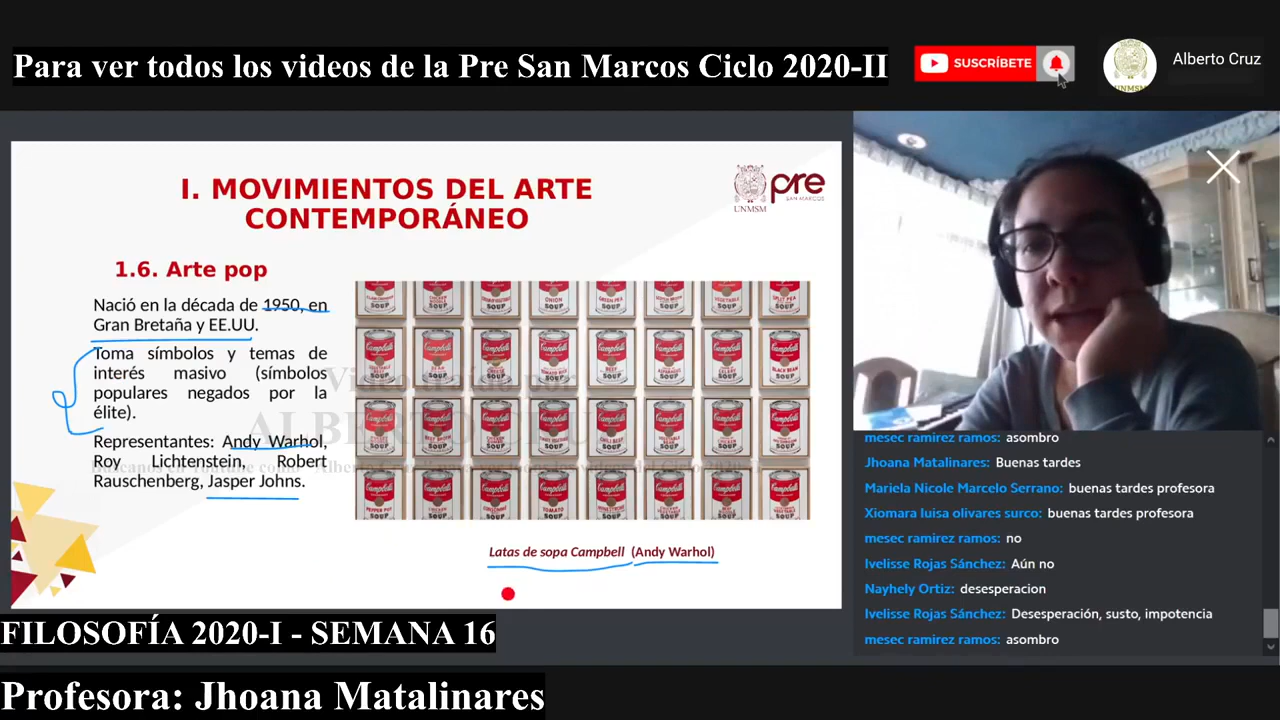 Para ver todos los videos de la Pre San Marcos Ciclo 2020-II
SUSCRÍBETE
UNMSM
Alberto Cruz
I. MOVIMIENTOS DEL ARTE
CONTEMPORÁNEO
UNMSM
pre
SAN MARCOS
1.6. Arte pop
Nació en la década de 1950, en
Gran Bretaña y EE.UU.
Toma símbolos y temas de
interés masivo (símbolos
populares negados por la
élite).
Representantes: Andy Warhol,
Roy Lichtenstein, Robert
Rauschenberg, Jasper Johns.
Latas de sopa Campbell (Andy Warhol)
mesec ramirez ramos: asombro
Jhoana Matalinares: Buenas tardes
Mariela Nicole Marcelo Serrano: buenas tardes profesora
Xiomara luisa olivares surco: buenas tardes profesora
mesec ramirez ramos: no
Ivelisse Rojas Sánchez: Aún no
Nayhely Ortiz: desesperacion
Ivelisse Rojas Sánchez: Desesperación, susto, impotencia
mesec ramirez ramos: asombro
FILOSOFÍA 2020-I - SEMANA 16
Profesora: Jhoana Matalinares